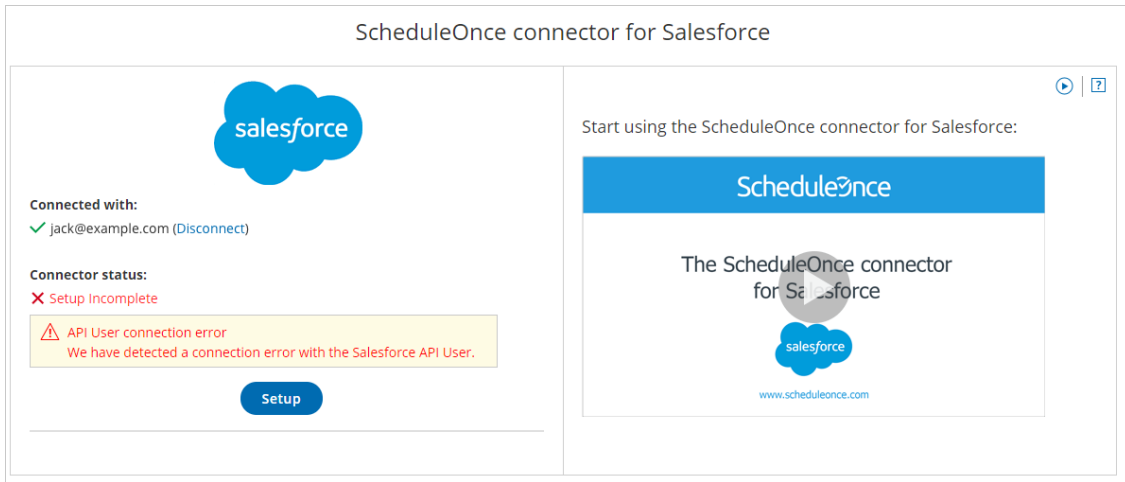 ScheduleOnce connector for Salesforce
salesforce
Connected with:
jack@example.com (Disconnect)
Connector status:
Setup Incomplete
API User connection error
We have detected a connection error with the Salesforce API User.
Setup
?
Start using the ScheduleOnce connector for Salesforce:
ScheduleOnce
The ScheduleOnce connector
for Salesforce
salesforce
www.scheduleonce.com